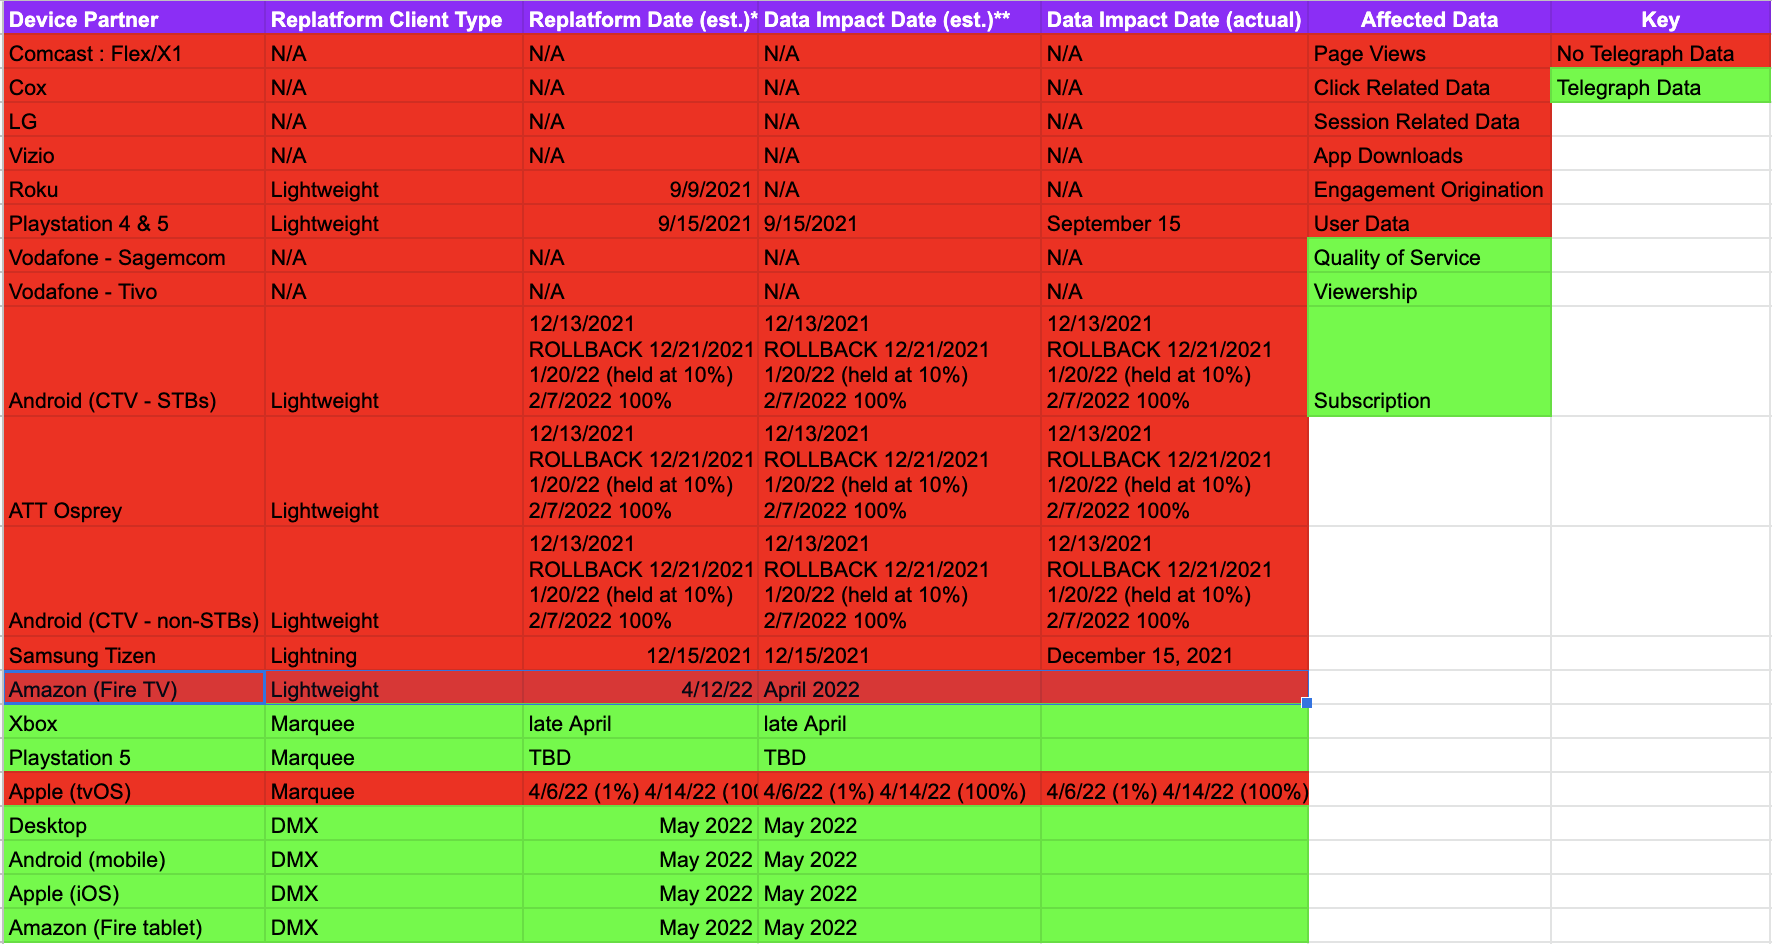 Device Partner Replatform Client Type Replatform Date (est.)* Data Impact Date (est.)** Data Impact Date (actual) Affected Data Key
Comcast : Flex/X1 N/A N/A N/A N/A Page Views No Telegraph Data
Cox N/A N/A N/A N/A Click Related Data Telegraph Data
LG N/A N/A N/A N/A Session Related Data
Vizio N/A N/A N/A N/A App Downloads
Roku Lightweight 9/9/2021 N/A N/A Engagement Origination
Playstation 4 & 5 Lightweight 9/15/2021 9/15/2021 September 15 User Data
Vodafone - Sagemcom N/A N/A N/A N/A Quality of Service
Vodafone - Tivo N/A N/A N/A N/A Viewership
12/13/2021 12/13/2021 12/13/2021
ROLLBACK 12/21/2021 ROLLBACK 12/21/2021 ROLLBACK 12/21/2021
1/20/22 (held at 10%) 1/20/22 (held at 10%) 1/20/22 (held at 10%)
Android (CTV - STBs) Lightweight 2/7/2022 100% 2/7/2022 100% 2/7/2022 100% Subscription
12/13/2021 12/13/2021 12/13/2021
ROLLBACK 12/21/2021 ROLLBACK 12/21/2021 ROLLBACK 12/21/2021
1/20/22 (held at 10%) 1/20/22 (held at 10%) 1/20/22 (held at 10%)
ATT Osprey Lightweight 2/7/2022 100% 2/7/2022 100% 2/7/2022 100%
12/13/2021 12/13/2021 12/13/2021
ROLLBACK 12/21/2021 ROLLBACK 12/21/2021 ROLLBACK 12/21/2021
1/20/22 (held at 10%) 1/20/22 (held at 10%) 1/20/22 (held at 10%)
Android (CTV - non-STBs) Lightweight 2/7/2022 100% 2/7/2022 100% 2/7/2022 100%
Samsung Tizen Lightning 12/15/2021 12/15/2021 December 15, 2021
Amazon (Fire TV) Lightweight 4/12/22 April 2022
Xbox Marquee late April late April
Playstation 5 Marquee TBD TBD
Apple (tvOS) Marquee 4/6/22 (1%) 4/14/22 (10 4/6/22 (1%) 4/14/22 (100%) 4/6/22 (1%) 4/14/22 (100%)
Desktop DMX May 2022 May 2022
Android (mobile) DMX May 2022 May 2022
Apple (iOS) DMX May 2022 May 2022
Amazon (Fire tablet) DMX May 2022 May 2022